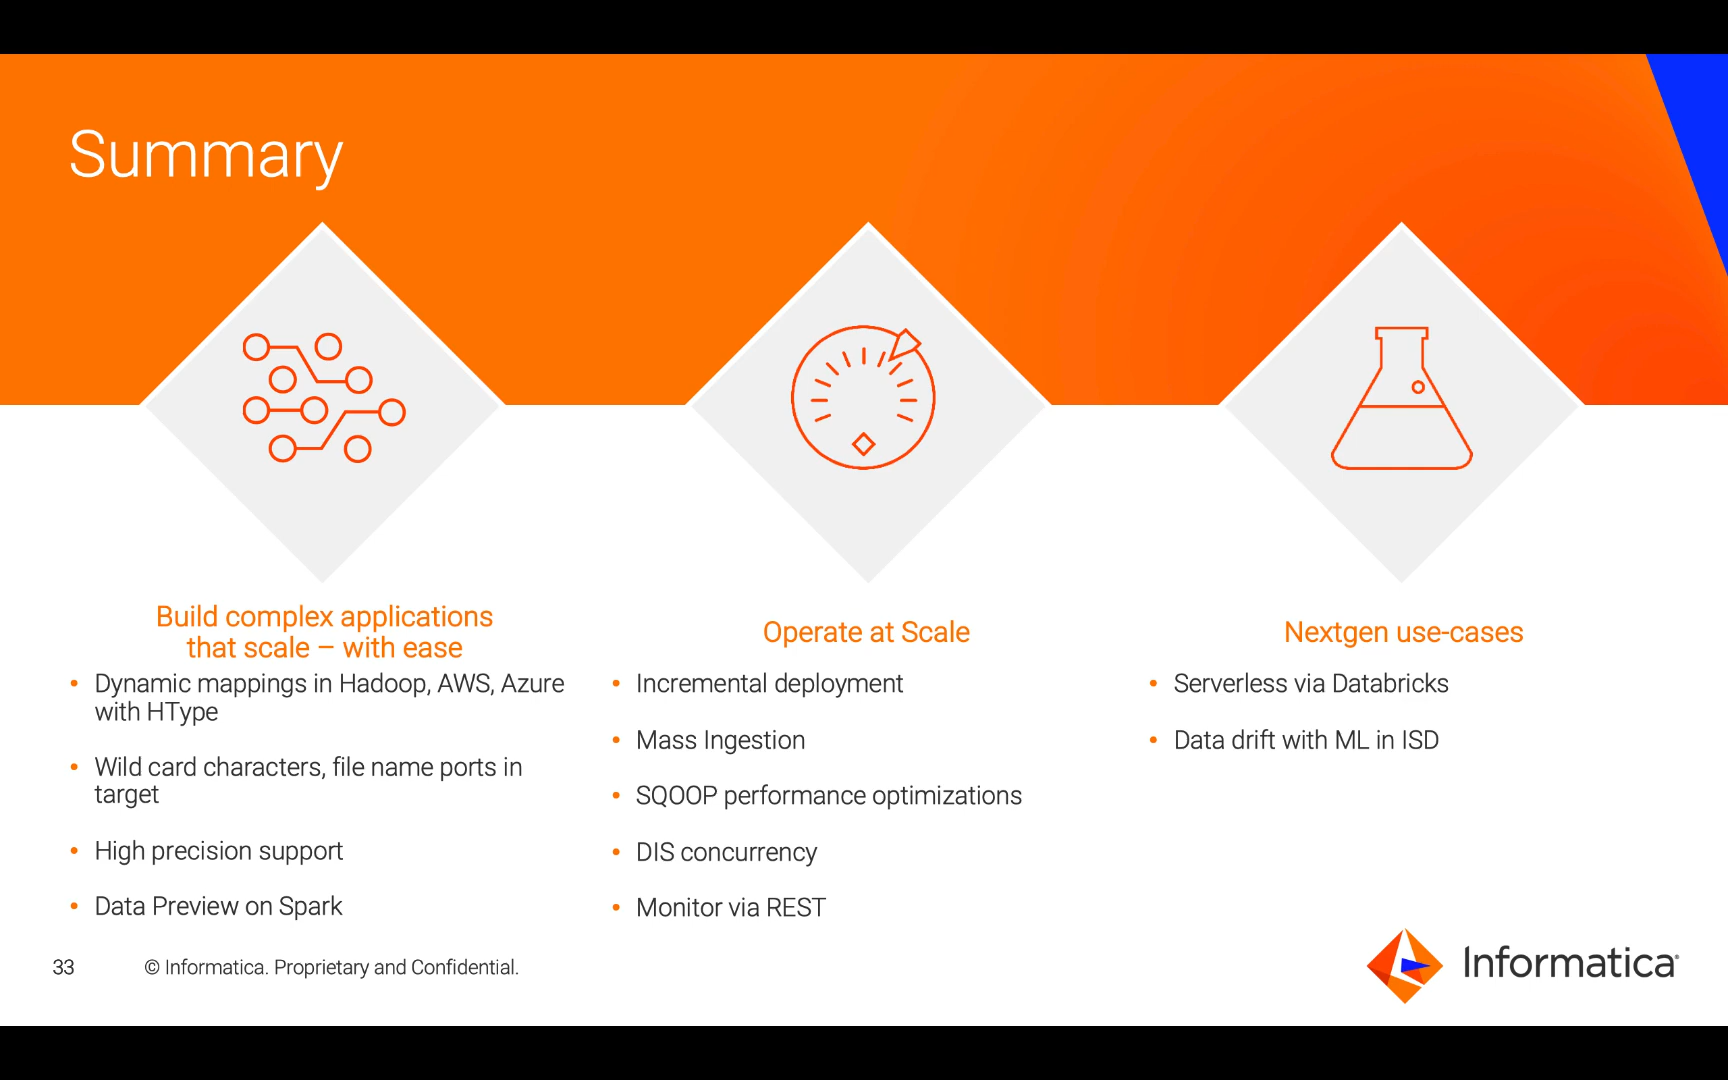 Summary
Build complex applications
that scale – with ease
• Dynamic mappings in Hadoop, AWS, Azure
with HType
• Wild card characters, file name ports in
target
• High precision support
• Data Preview on Spark
Operate at Scale
• Incremental deployment
• Mass Ingestion
• SQOOP performance optimizations
• DIS concurrency
• Monitor via REST
Nextgen use-cases
• Serverless via Databricks
• Data drift with ML in ISD
33
© Informatica. Proprietary and Confidential.
Informatica